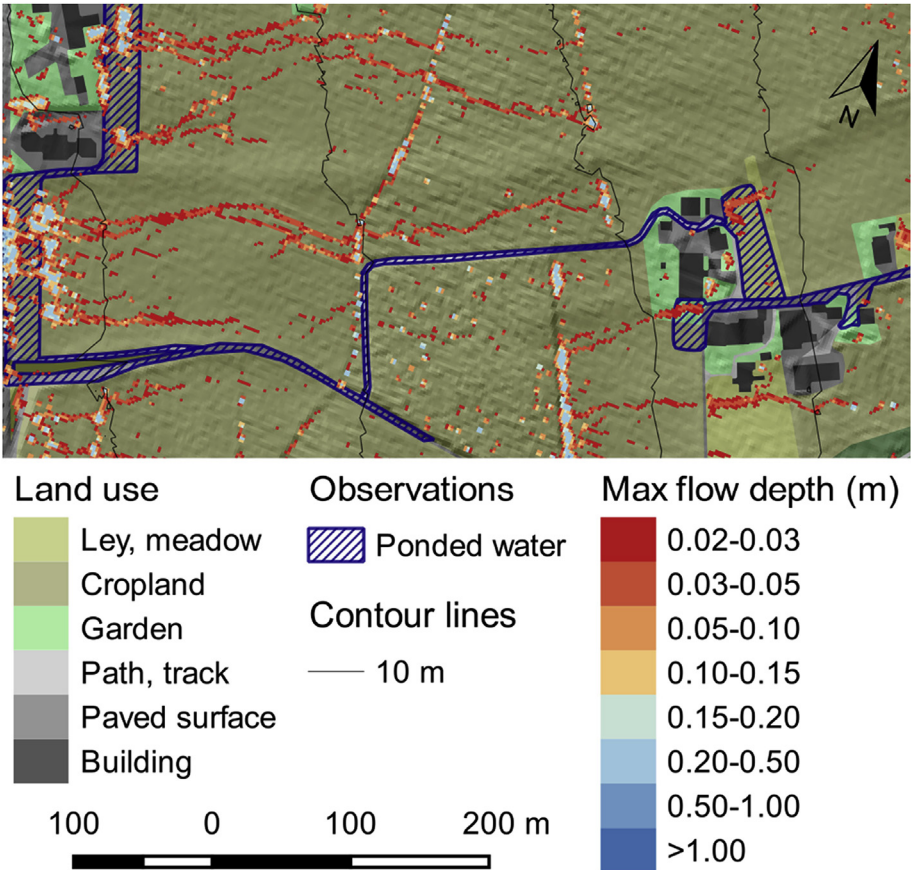 N
Land use
Ley, meadow
Cropland
Garden
Path, track
Paved surface
Building
Observations
Ponded water
Contour lines
10 m
Max flow depth (m)
0.02-0.03
0.03-0.05
0.05-0.10
0.10-0.15
0.15-0.20
0.20-0.50
0.50-1.00
>1.00
100 0 100 200 m